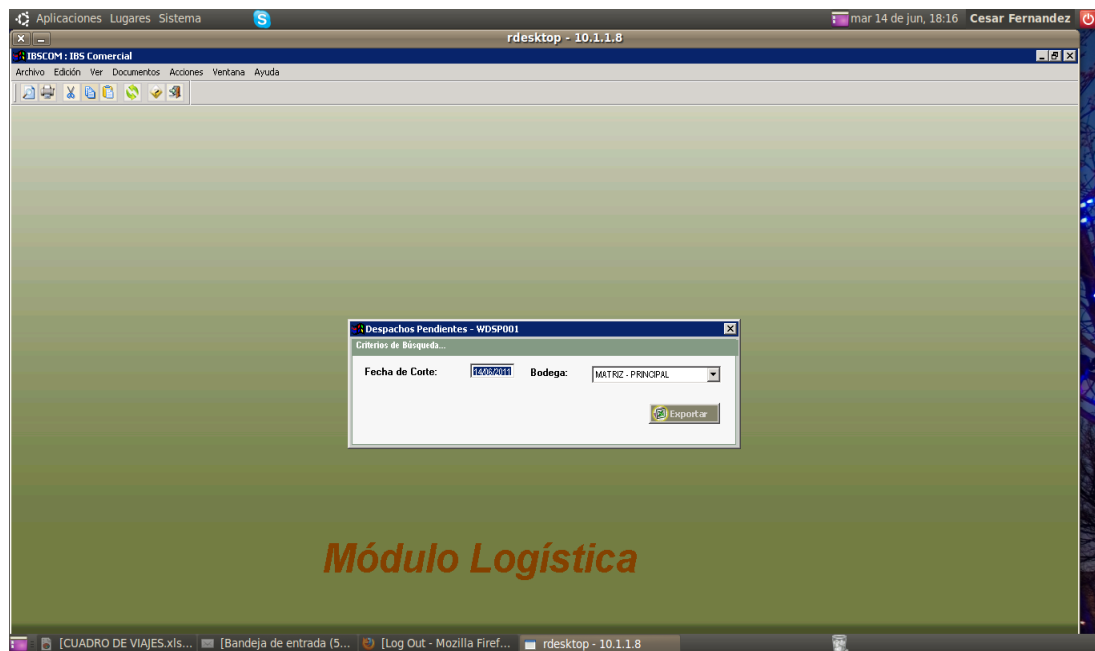 Aplicaciones Lugares Sistema
mar 14 de jun, 18:16 Cesar Fernandez
rdesktop - 10.1.1.8
IBSCOM : IBS Comercial
Archivo Edición Ver Documentos Acciones Ventana Ayuda
Despachos Pendientes - WDSP001
Criterios de Búsqueda...
Fecha de Corte: 14/06/2011 Bodega: MATRIZ - PRINCIPAL
Exportar
Módulo Logística
[CUADRO DE VIAJES.xls... [Bandeja de entrada (5... [Log Out - Mozilla Firef... rdesktop - 10.1.1.8